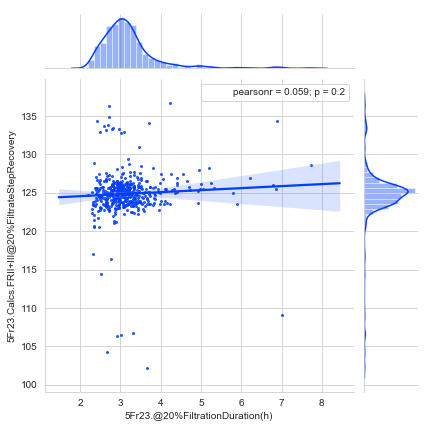 pearsonr = 0.059; p = 0.2
135
130
125
120
115
110
105
100
5Fr23.Calcs.FRII+III@20%FiltrateStepRecovery
2 3 4 5 6 7 8
5Fr23.@20%FiltrationDuration(h)